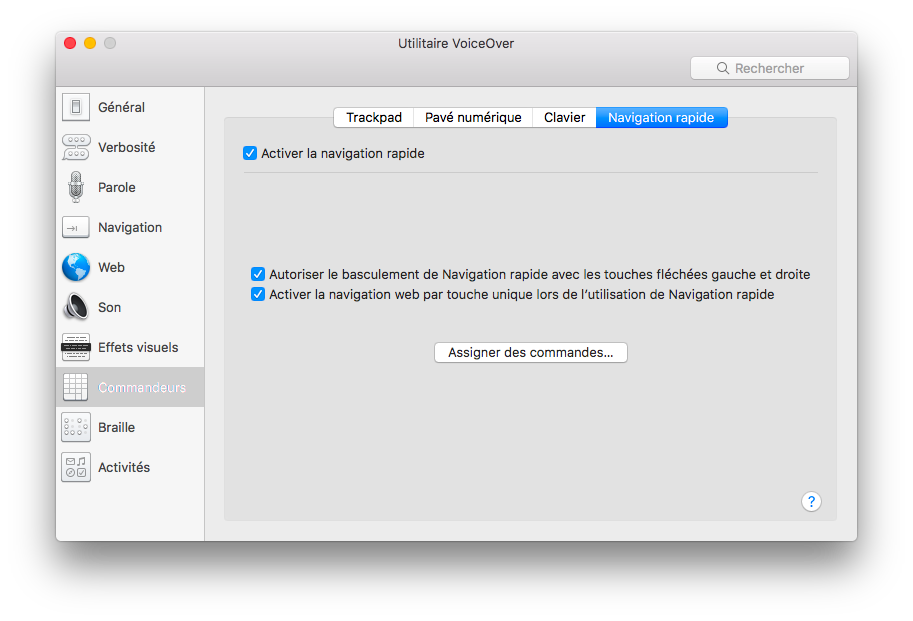 Utilitaire VoiceOver
Rechercher
Général
Verbosité
Parole
Navigation
Web
Son
Effets visuels
Commandeurs
Braille
Activités
Trackpad Pavé numérique Clavier Navigation rapide
Activer la navigation rapide
Autoriser le basculement de Navigation rapide avec les touches fléchées gauche et droite
Activer la navigation web par touche unique lors de l’utilisation de Navigation rapide
Assigner des commandes...
?